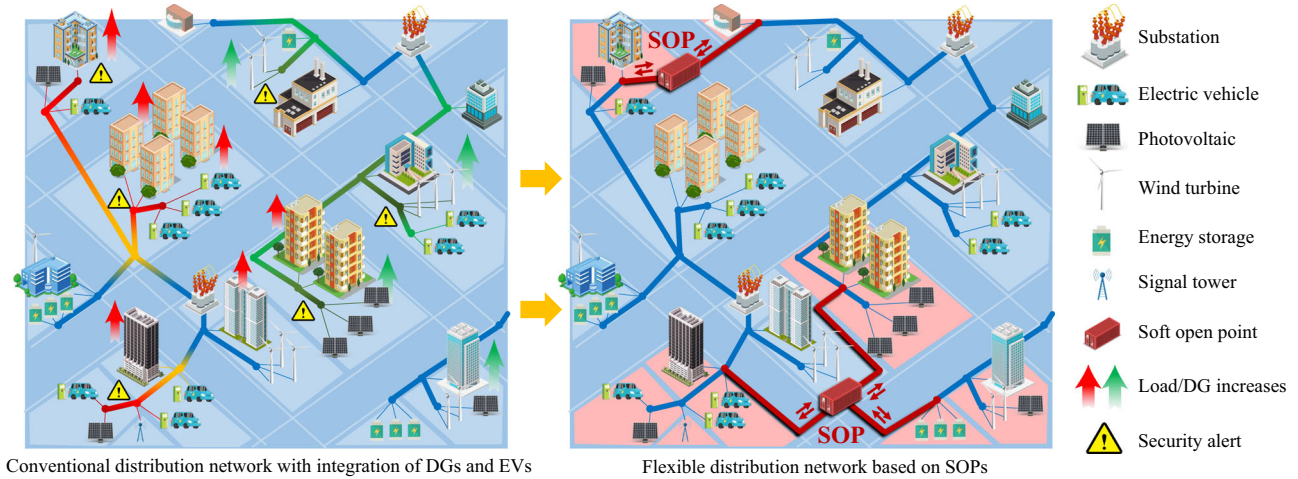 SOP
SOP
Conventional distribution network with integration of DGs and EVs
Flexible distribution network based on SOPs
Substation
Electric vehicle
Photovoltaic
Wind turbine
Energy storage
Signal tower
Soft open point
Load/DG increases
Security alert